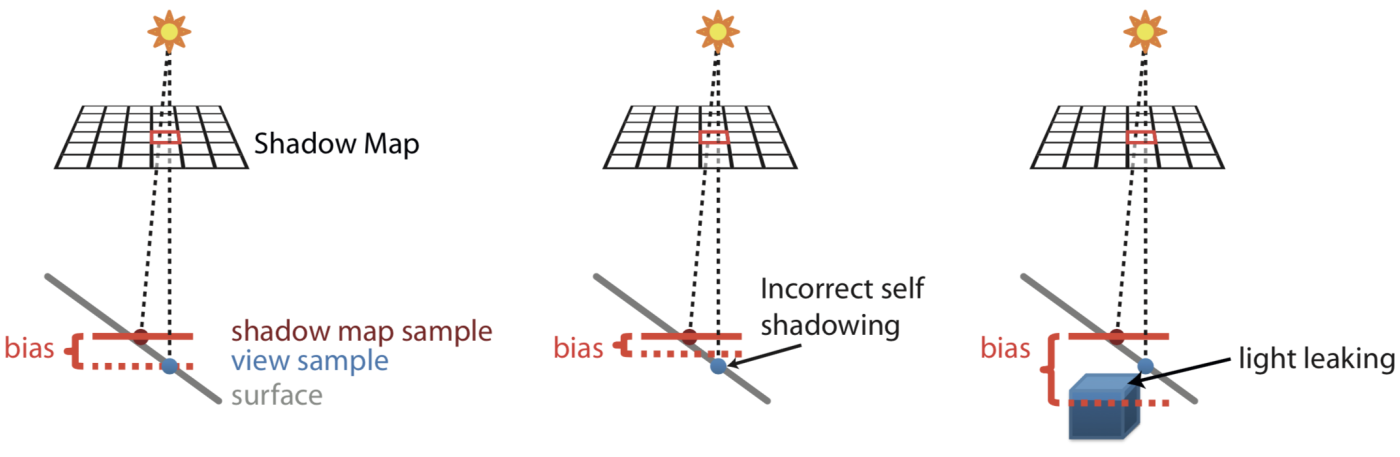 Shadow Map
bias
shadow map sample
view sample
surface
bias
Incorrect self
shadowing
bias
light leaking